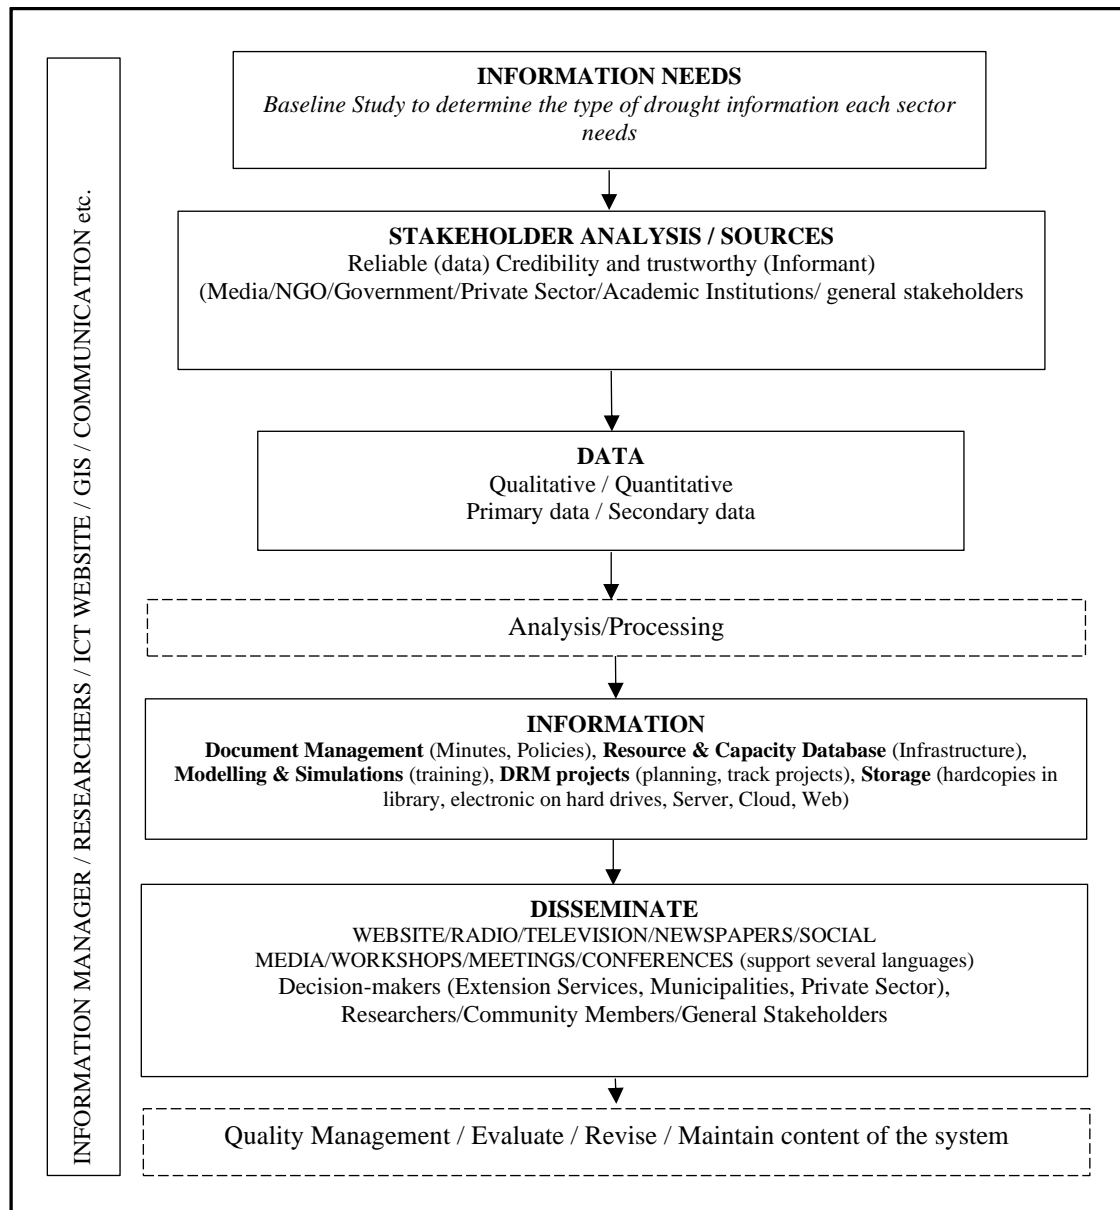 INFORMATION MANAGER / RESEARCHERS / ICT WEBSITE / GIS / COMMUNICATION etc.
INFORMATION NEEDS
Baseline Study to determine the type of drought information each sector
needs
STAKEHOLDER ANALYSIS / SOURCES
Reliable (data) Credibility and trustworthy (Informant)
(Media/NGO/Government/Private Sector/Academic Institutions/ general stakeholders
DATA
Qualitative / Quantitative
Primary data / Secondary data
Analysis/Processing
INFORMATION
Document Management (Minutes, Policies), Resource & Capacity Database (Infrastructure),
Modelling & Simulations (training), DRM projects (planning, track projects), Storage (hardcopies in
library, electronic on hard drives, Server, Cloud, Web)
DISSEMINATE
WEBSITE/RADIO/TELEVISION/NEWSPAPERS/SOCIAL
MEDIA/WORKSHOPS/MEETINGS/CONFERENCES (support several languages)
Decision-makers (Extension Services, Municipalities, Private Sector),
Researchers/Community Members/General Stakeholders
Quality Management / Evaluate / Revise / Maintain content of the system